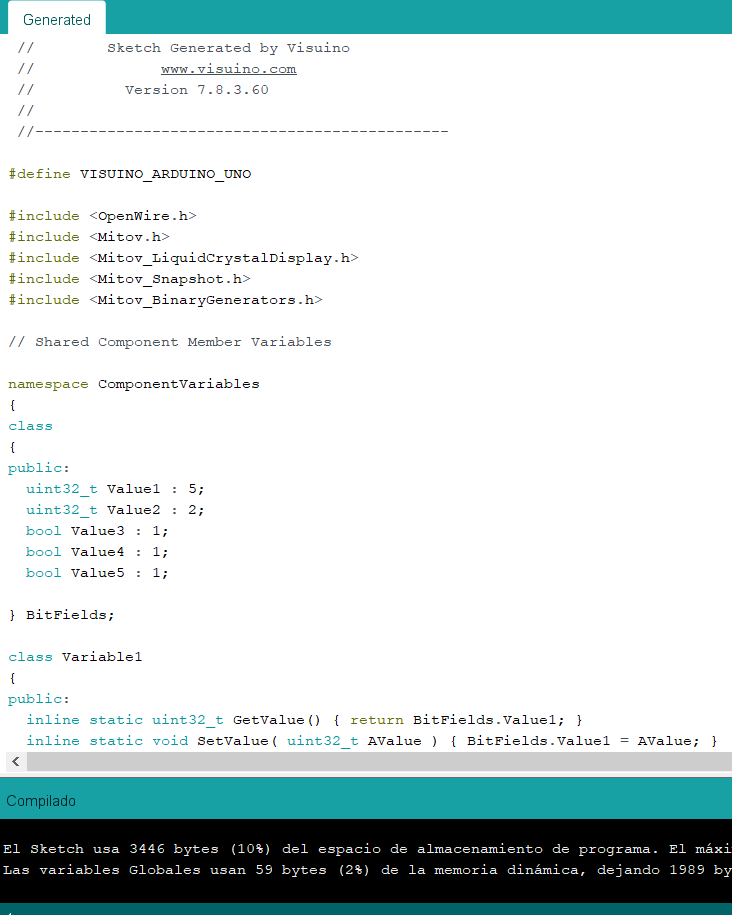 Generated
//        Sketch Generated by Visuino
//              www.visuino.com
//          Version 7.8.3.60
//
//----------------------------------------------
#define VISUINO_ARDUINO_UNO
#include <OpenWire.h>
#include <Mitov.h>
#include <Mitov_LiquidCrystalDisplay.h>
#include <Mitov_Snapshot.h>
#include <Mitov_BinaryGenerators.h>
// Shared Component Member Variables
namespace ComponentVariables
{
class
{
public:
  uint32_t Value1 : 5;
  uint32_t Value2 : 2;
  bool Value3 : 1;
  bool Value4 : 1;
  bool Value5 : 1;
} BitFields;
class Variable1
{
public:
  inline static uint32_t GetValue() { return BitFields.Value1; }
  inline static void SetValue( uint32_t AValue ) { BitFields.Value1 = AValue; }
Compilado
El Sketch usa 3446 bytes (10%) del espacio de almacenamiento de programa. El
Las variables Globales usan 59 bytes (2%) de la memoria dinámica, dejando 1989